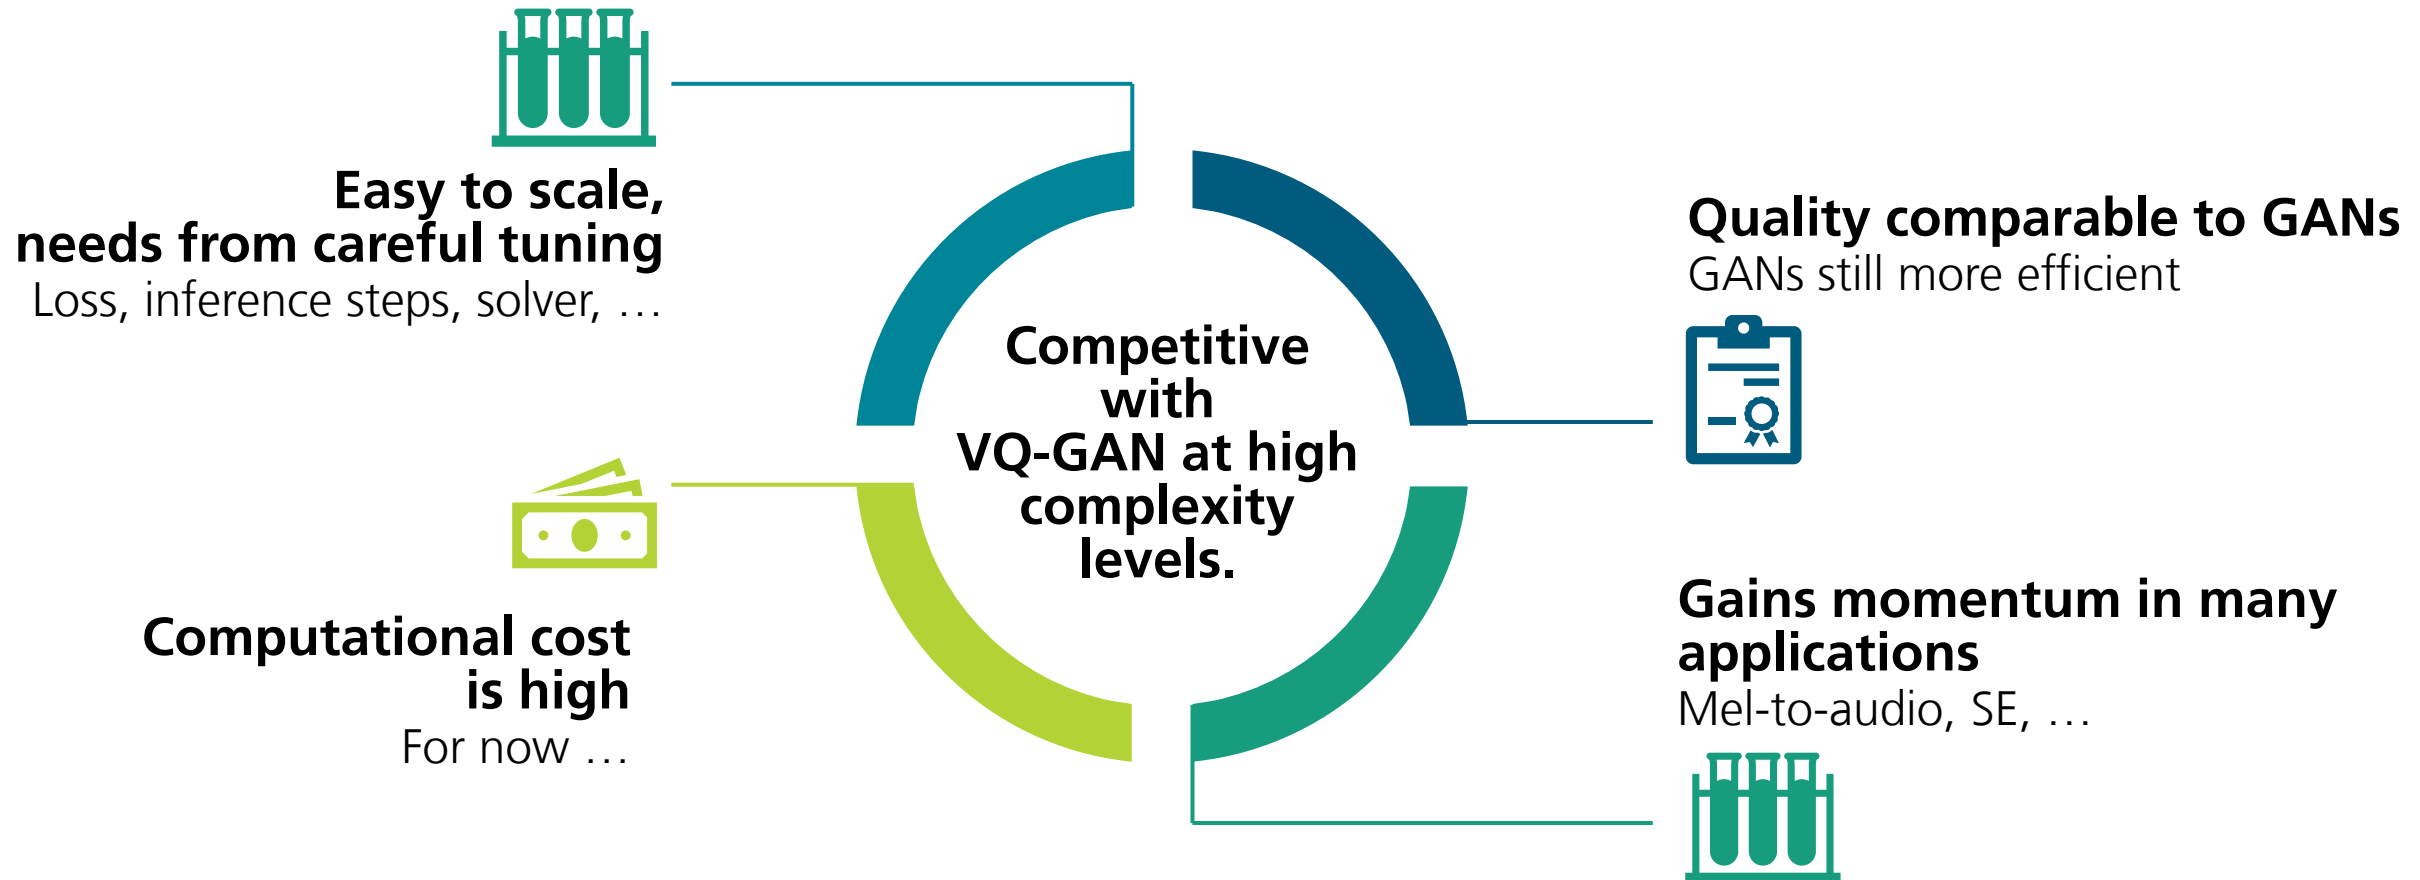 Easy to scale,
needs from careful tuning
Loss, inference steps, solver, …
Quality comparable to GANs
GANs still more efficient
Competitive
with
VQ-GAN at high
complexity
levels.
Computational cost
is high
For now …
Gains momentum in many
applications
Mel-to-audio, SE, …